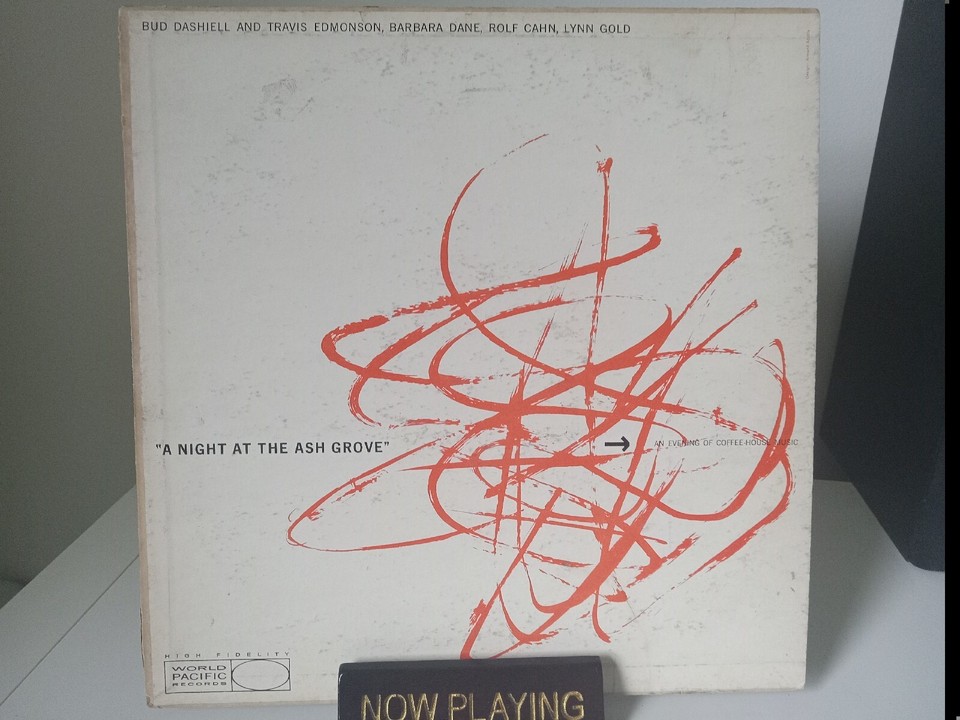 BUD DASHIELL AND TRAVIS EDMONSON, BARBARA DANE, ROLF CAHN, LYNN GOLD
"A NIGHT AT THE ASH GROVE" → AN EVENING OF COFFEE-HOUSE MUSIC
HIGH FIDELITY
WORLD
PACIFIC
RECORDS
NOW PLAYING